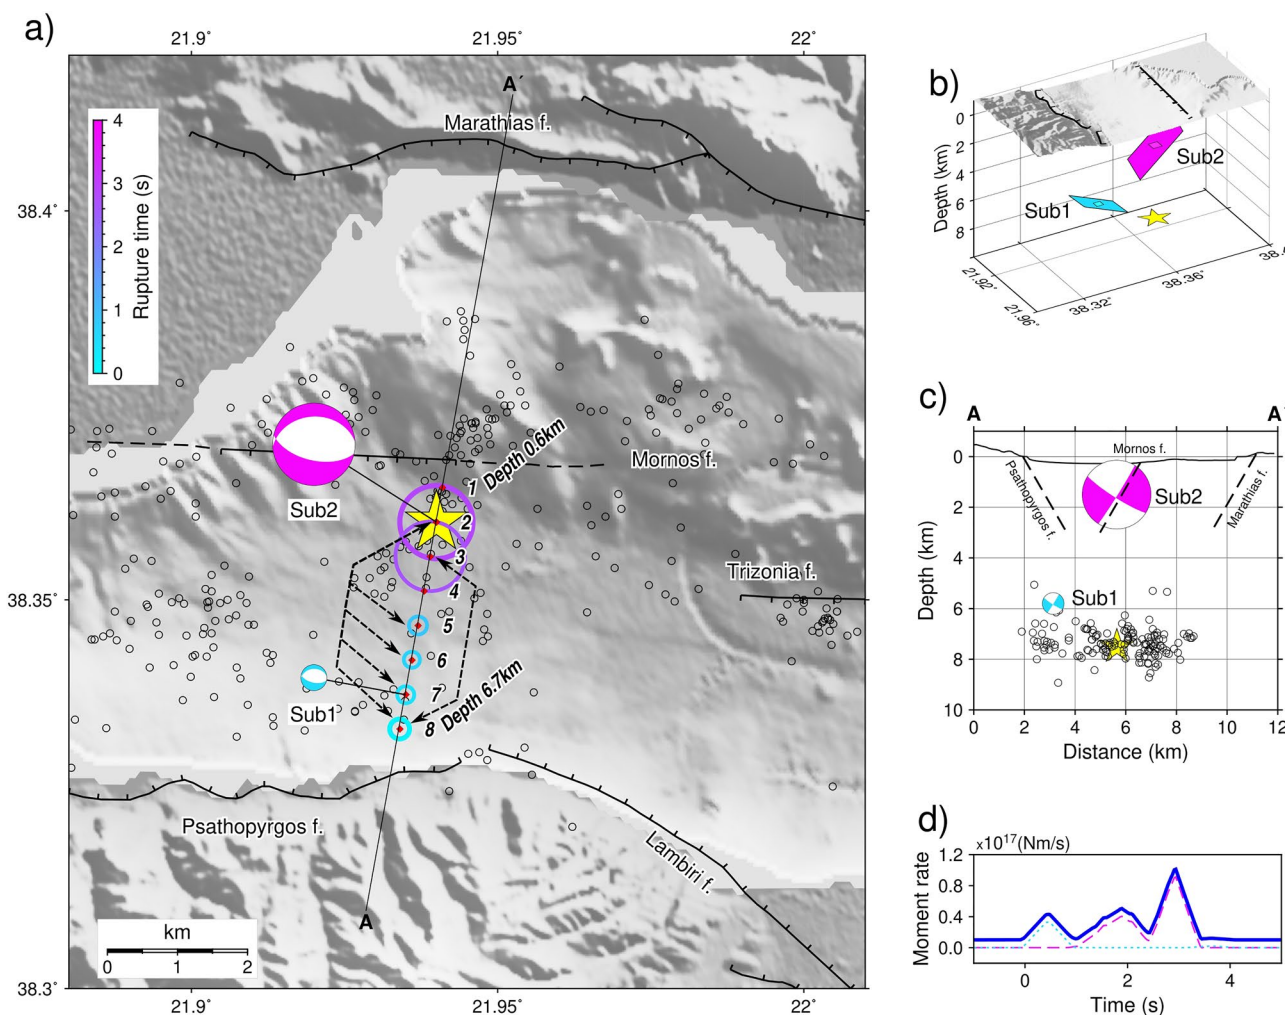 a)
21.9˚
21.95˚
22˚
A´
Marathias f.
4
3
2
1
0
Rupture time (s)
38.4˚
38.35˚
38.3˚
Depth 0.6km
Mornos f.
Sub2
1
2
3
4
5
6
7
8
Depth 6.7km
Sub1
Trizonia f.
Psathopyrgos f.
Lambiri f.
A
km
0 1 2
21.9˚
21.95˚
22˚
b)
0
2
4
6
8
Depth (km)
Sub2
Sub1
21.92˚
21.96˚
38.32˚
38.36˚
c)
A
A´
Mornos f.
Psathopyrgos f.
Marathias f.
Sub2
Sub1
0
2
4
6
8
10
Depth (km)
0 2 4 6 8 10 12
Distance (km)
d)
x10¹⁷(Nm/s)
1.2
0.8
0.4
0.0
Moment rate
0 2 4
Time (s)